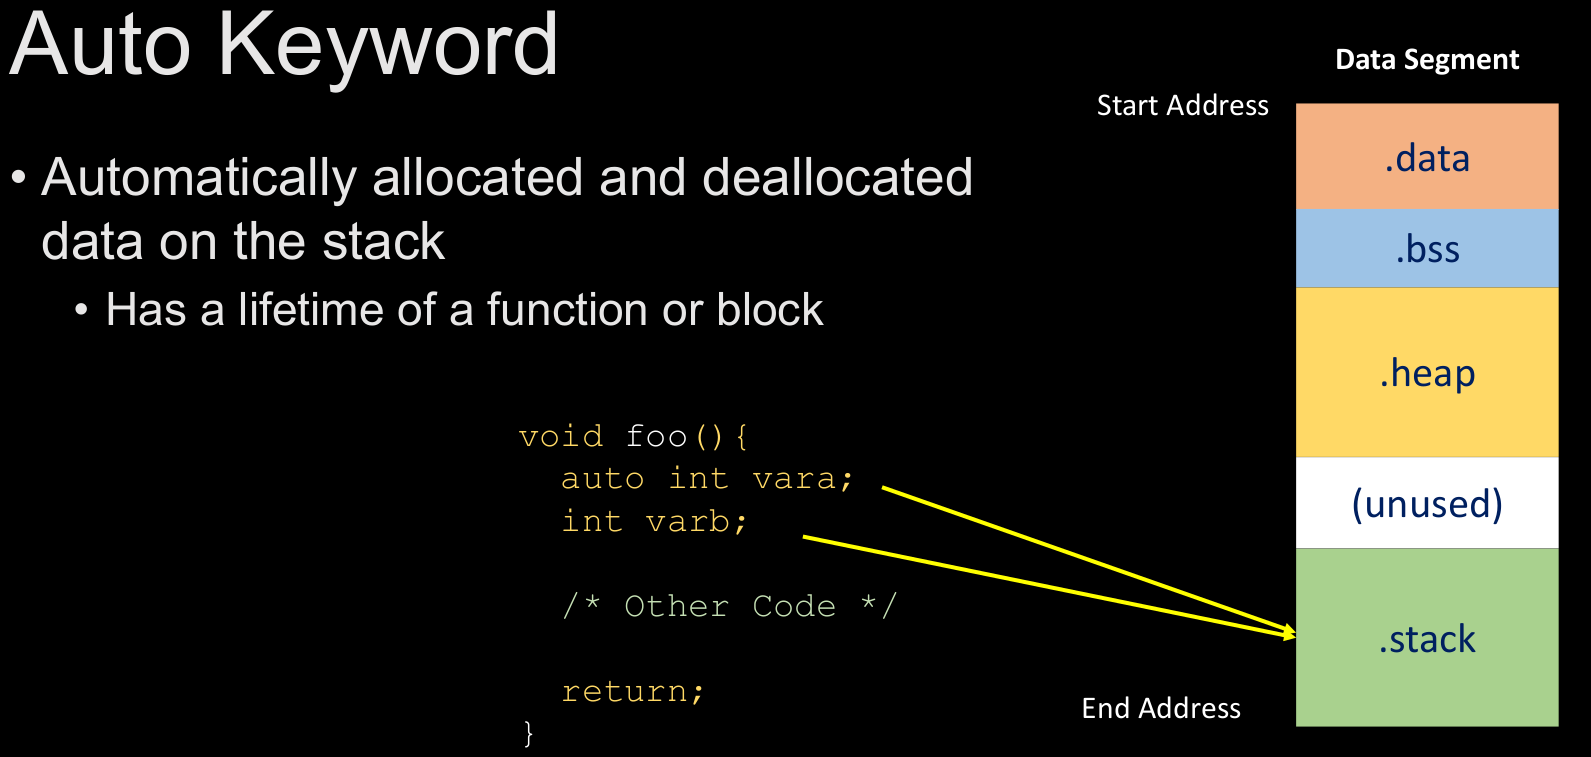 Auto Keyword
• Automatically allocated and deallocated
data on the stack
• Has a lifetime of a function or block
void foo(){
auto int vara;
int varb;
/* Other Code */
return;
}
Data Segment
Start Address
.data
.bss
.heap
(unused)
.stack
End Address